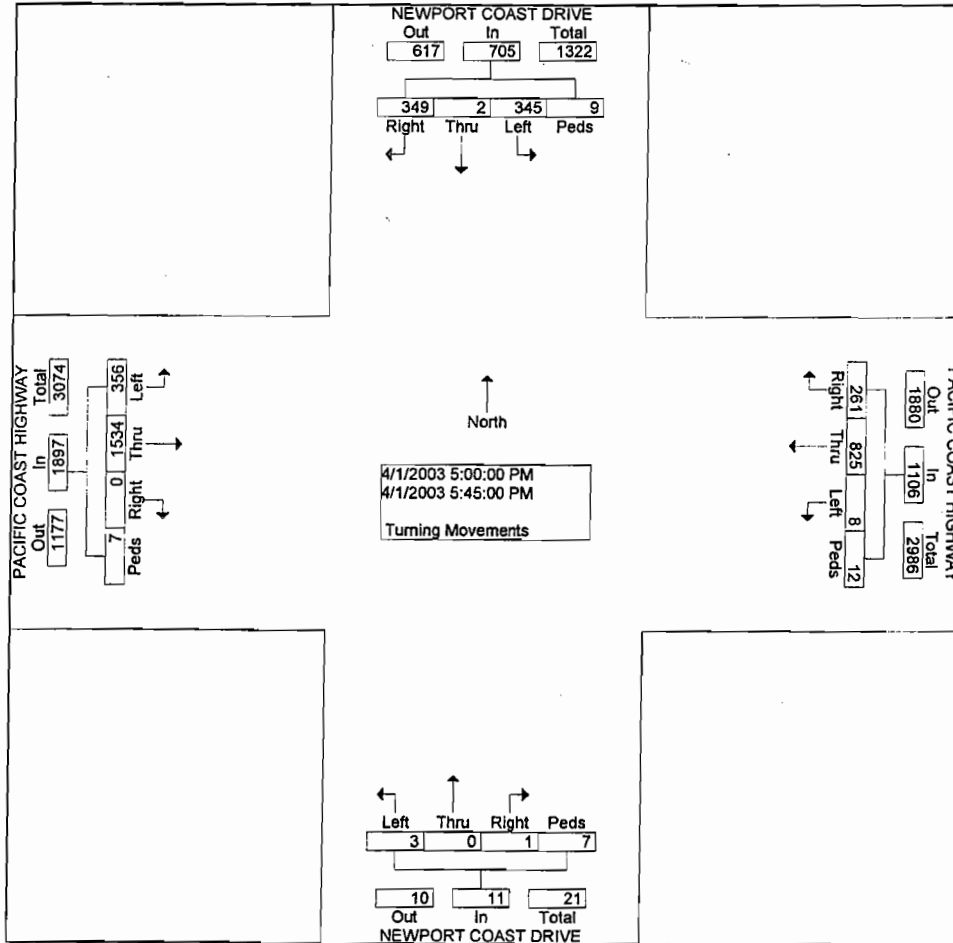 NEWPORT COAST DRIVE
Out In Total
617 705 1322
349 2 345 9
Right Thru Left Peds
PACIFIC COAST HIGHWAY
Total In Out
3074 1897 1177
356 1534 0 7
Left Thru Right Peds
North
4/1/2003 5:00:00 PM
4/1/2003 5:45:00 PM
Turning Movements
Right Thru Left Peds
261 825 8 12
1880 1106 2986
Out In Total
PACIFIC COAST HIGHWAY
Left Thru Right Peds
3 0 1 7
10 11 21
Out In Total
NEWPORT COAST DRIVE